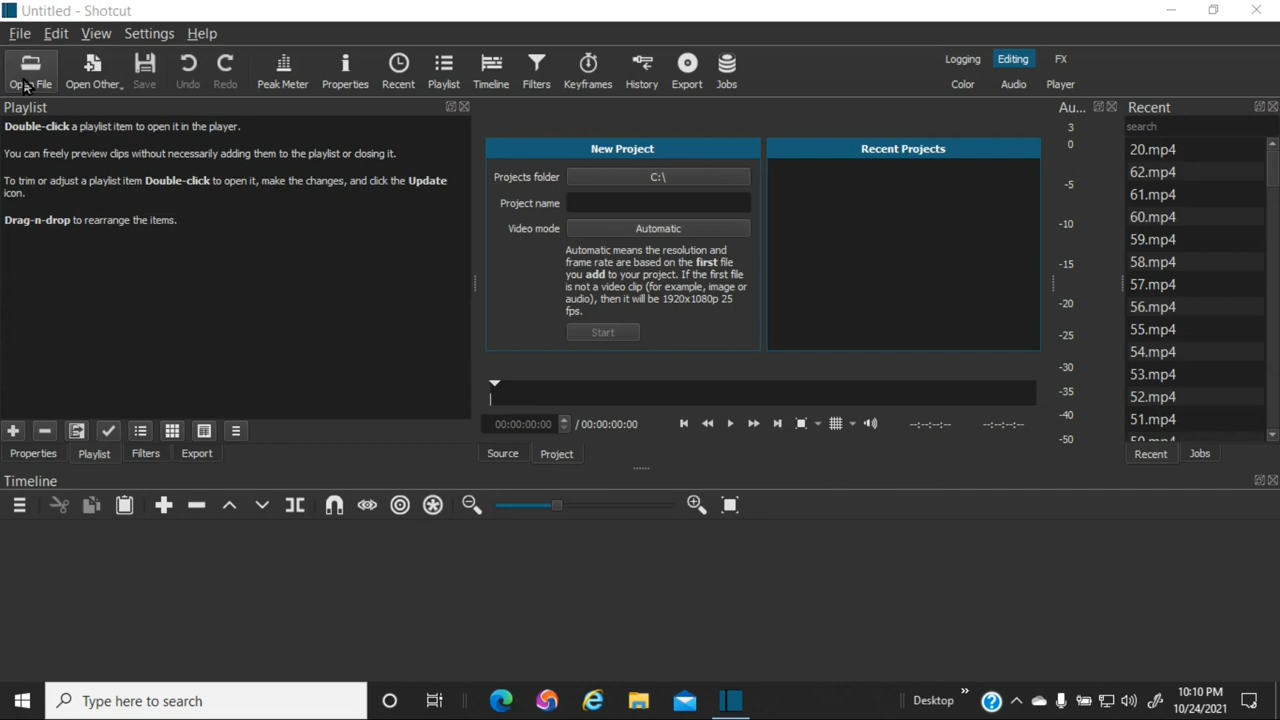 Untitled - Shotcut
File Edit View Settings Help
Open File Open Other... Save Undo Redo Peak Meter Properties Recent Playlist Timeline Filters Keyframes History Export Jobs
Logging Editing FX
Color Audio Player
Playlist
Double-click a playlist item to open it in the player.
You can freely preview clips without necessarily adding them to the playlist or closing it.
To trim or adjust a playlist item Double-click to open it, make the changes, and click the Update
icon.
Drag-n-drop to rearrange the items.
Properties Playlist Filters Export
New Project
Projects folder C:\
Project name
Video mode Automatic
Automatic means the resolution and
frame rate are based on the first file
you add to your project. If the first file
is not a video clip (for example, image or
audio), then it will be 1920x1080p 25
fps.
Start
Recent Projects
00:00:00:00 / 00:00:00:00
--:--:--:-- --:--:--:--
Source Project
Au...
3
0
-5
-10
-15
-20
-25
-30
-35
-40
-50
Recent
search
20.mp4
62.mp4
61.mp4
60.mp4
59.mp4
58.mp4
57.mp4
56.mp4
55.mp4
54.mp4
53.mp4
52.mp4
51.mp4
50.mp4
Recent Jobs
Timeline
Type here to search
Desktop
10:10 PM
10/24/2021